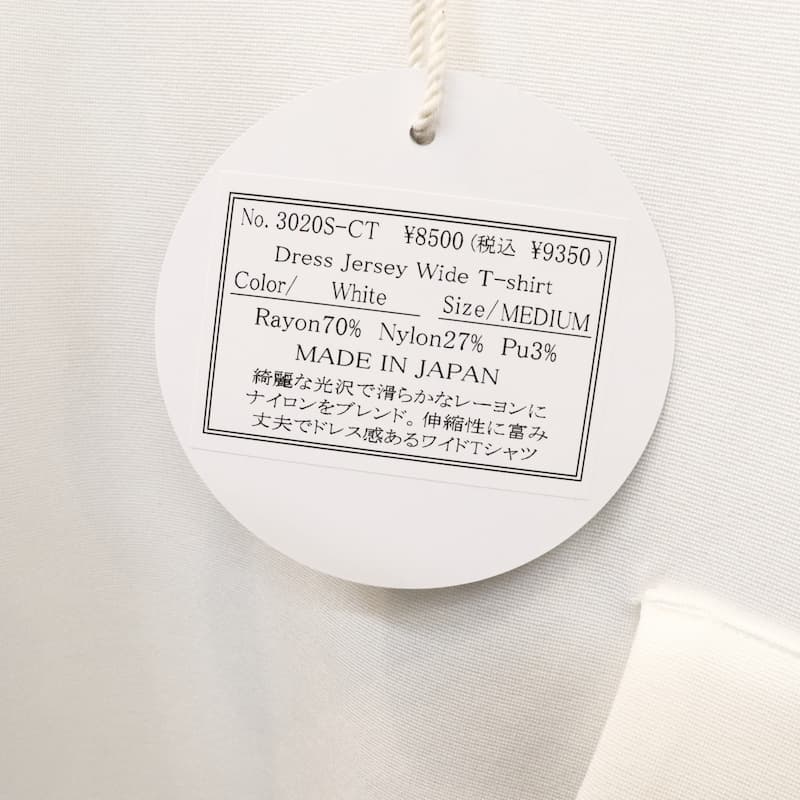 No. 3020S-CT ¥8500(税込 ¥9350)
Dress Jersey Wide T-shirt
Color/ White Size/MEDIUM
Rayon70% Nylon27% Pu3%
MADE IN JAPAN
綺麗な光沢で滑らかなレーヨンに
ナイロンをブレンド。伸縮性に富み
丈夫でドレス感あるワイドTシャツ